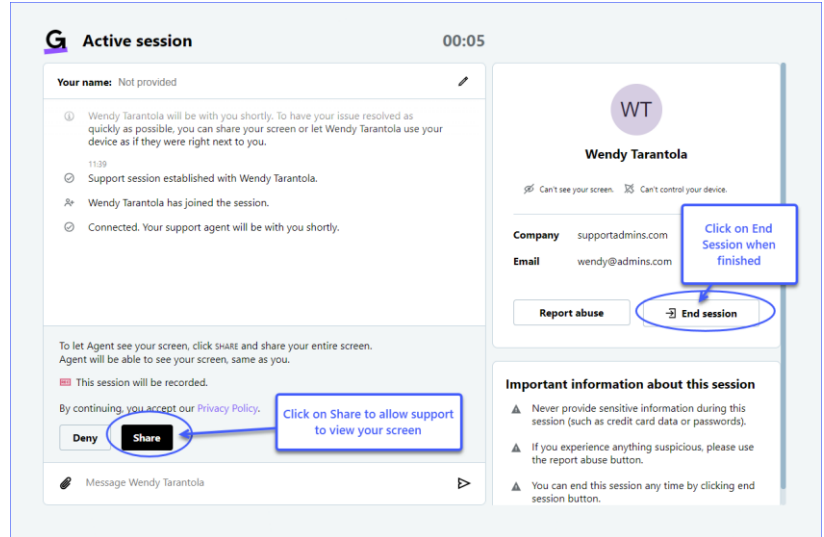 G Active session 00:05
Your name: Not provided
Wendy Tarantola will be with you shortly. To have your issue resolved as
quickly as possible, you can share your screen or let Wendy Tarantola use your
device as if they were right next to you.
11:39
Support session established with Wendy Tarantola.
Wendy Tarantola has joined the session.
Connected. Your support agent will be with you shortly.
To let Agent see your screen, click SHARE and share your entire screen.
Agent will be able to see your screen, same as you.
REC This session will be recorded.
By continuing, you accept our Privacy Policy.
Deny
Share
Click on Share to allow support
to view your screen
Message Wendy Tarantola
WT
Wendy Tarantola
Can't see your screen. Can't control your device.
Company supportadmins.com
Email wendy@admins.com
Click on End
Session when
finished
Report abuse
End session
Important information about this session
Never provide sensitive information during this
session (such as credit card data or passwords).
If you experience anything suspicious, please use
the report abuse button.
You can end this session any time by clicking end
session button.